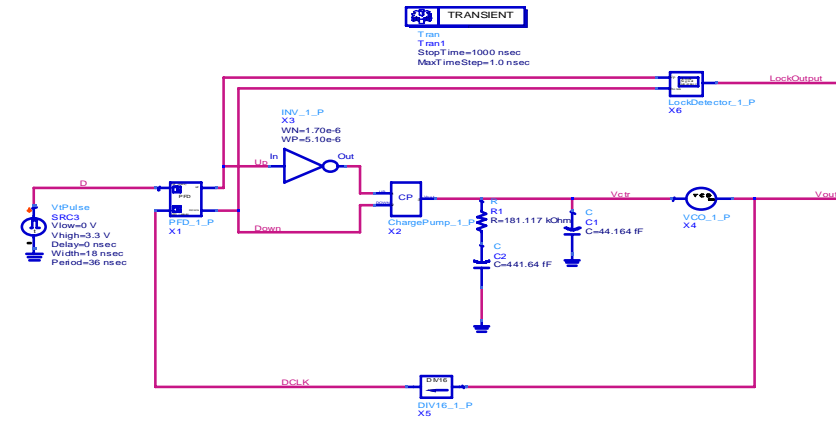 TRANSIENT
Tran
Tran1
StopTime=1000 nsec
MaxTimeStep=1.0 nsec
LockOutput
LockDetector_1_P
X6
INV_1_P
X3
WN=1.70e-6
WP=5.10e-6
In
Out
Up
D
PFD
CP
R
R1
R=181.117 kOhm
Vctr
C
C1
C=44.164 fF
VCO_1_P
X4
Vout
VtPulse
SRC3
Vlow=0 V
Vhigh=3.3 V
Delay=0 nsec
Width=18 nsec
Period=36 nsec
PFD_1_P
X1
Down
ChargePump_1_P
X2
C
C2
C=441.64 fF
DCLK
DIV16
DIV16_1_P
X5